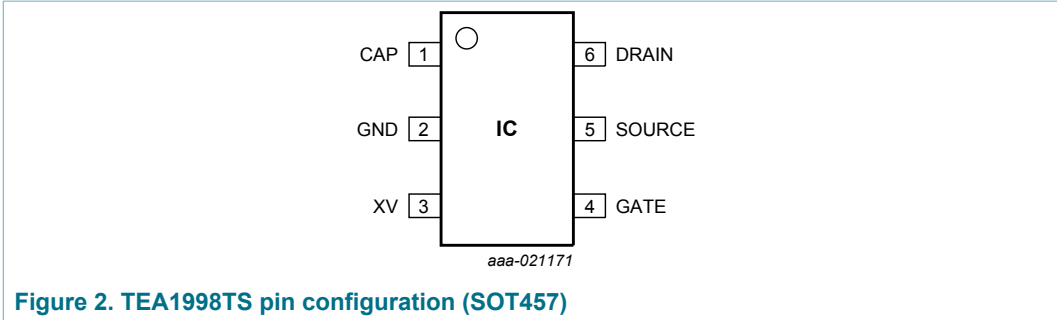 CAP 1 6 DRAIN
GND 2 IC 5 SOURCE
XV 3 4 GATE
aaa-021171
Figure 2. TEA1998TS pin configuration (SOT457)